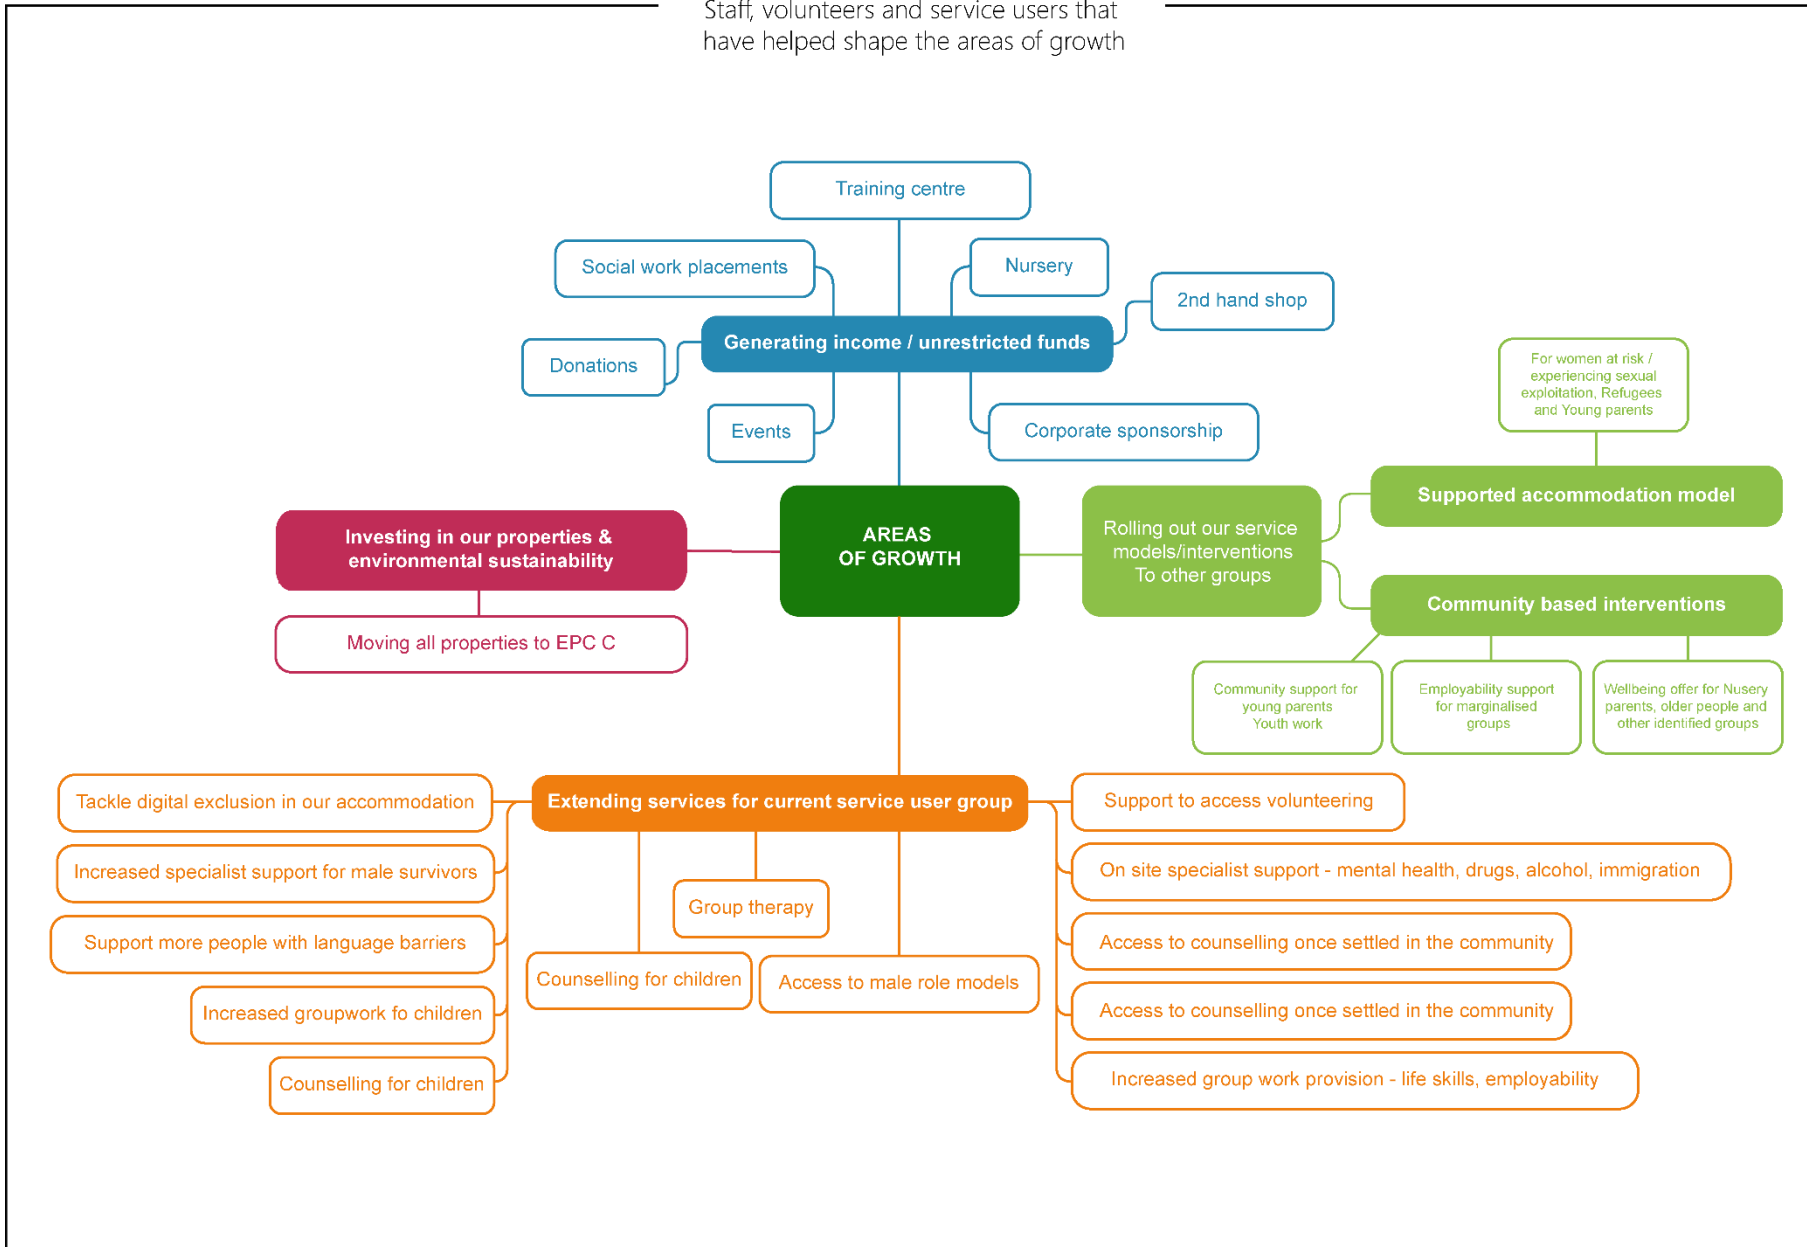 Staff, volunteers and service users that
have helped shape the areas of growth
Training centre
Social work placements
Nursery
2nd hand shop
Generating income / unrestricted funds
Donations
Events
Corporate sponsorship
For women at risk /
experiencing sexual
exploitation, Refugees
and Young parents
Supported accommodation model
AREAS
OF GROWTH
Rolling out our service
models/interventions
To other groups
Investing in our properties &
environmental sustainability
Moving all properties to EPC C
Community based interventions
Community support for
young parents
Youth work
Employability support
for marginalised
groups
Wellbeing offer for Nusery
parents, older people and
other identified groups
Extending services for current service user group
Tackle digital exclusion in our accommodation
Increased specialist support for male survivors
Support more people with language barriers
Increased groupwork fo children
Counselling for children
Counselling for children
Group therapy
Access to male role models
Support to access volunteering
On site specialist support - mental health, drugs, alcohol, immigration
Access to counselling once settled in the community
Access to counselling once settled in the community
Increased group work provision - life skills, employability